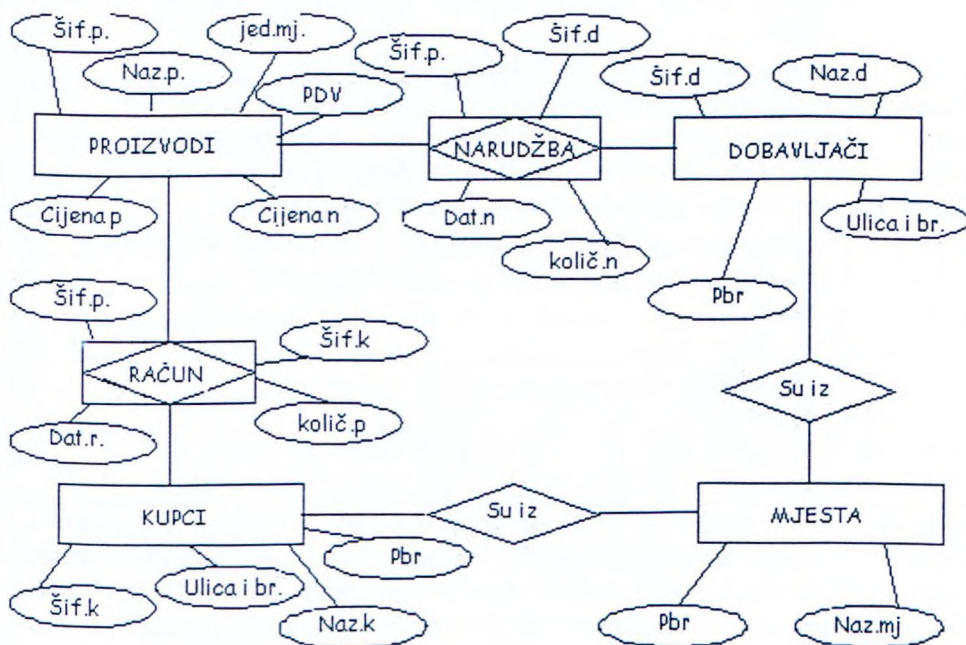 Šif.p.
jed.mj.
Naz.p.
Šif.p.
Šif.d
Šif.d
Naz.d
PDV
PROIZVODI
NARUDŽBA
DOBAVLJAČI
Cijena p
Cijena n
Dat.n
Ulica i br.
količ.n
Pbr
Šif.p.
Šif.k
RAČUN
Su iz
količ.p
Dat.r.
KUPCI
Su iz
MJESTA
Pbr
Šif.k
Ulica i br.
Naz.k
Pbr
Naz.mj